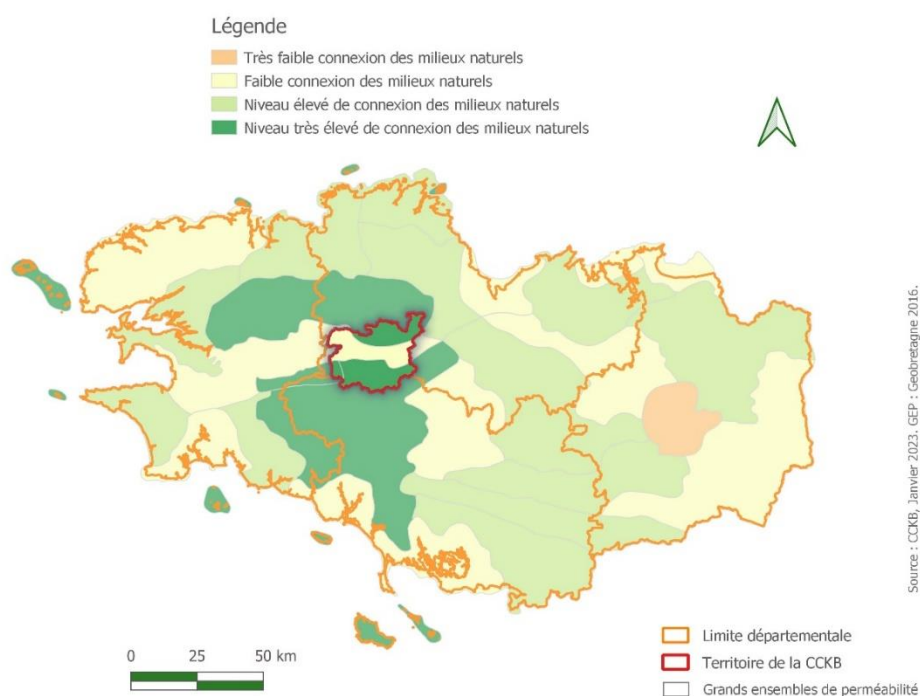 Légende
Très faible connexion des milieux naturels
Faible connexion des milieux naturels
Niveau élevé de connexion des milieux naturels
Niveau très élevé de connexion des milieux naturels
Source : CCKB, Janvier 2023. GEP : Geobretagne 2016.
0 25 50 km
Limite départementale
Territoire de la CCKB
Grands ensembles de perméabilité